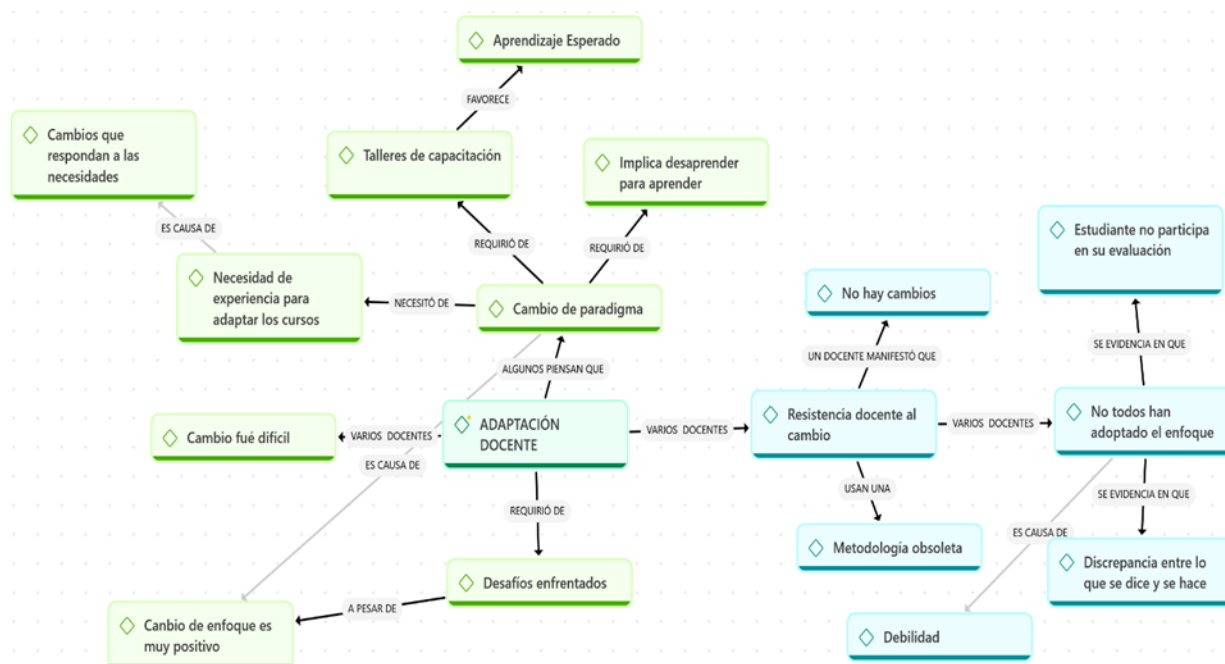 Aprendizaje Esperado
FAVORECE
Cambios que
respondan a las
necesidades
Talleres de capacitación
Implica desaprender
para aprender
ES CAUSA DE
REQUIRIÓ DE
REQUIRIÓ DE
Estudiante no participa
en su evaluación
Necesidad de
experiencia para
adaptar los cursos
NECESITÓ DE
Cambio de paradigma
No hay cambios
SE EVIDENCIA EN QUE
UN DOCENTE MANIFESTÓ QUE
ALGUNOS PIENSAN QUE
Cambio fué difícil
VARIOS DOCENTES
ADAPTACIÓN
DOCENTE
VARIOS DOCENTES
Resistencia docente al
cambio
VARIOS DOCENTES
No todos han
adoptado el enfoque
ES CAUSA DE
USAN UNA
SE EVIDENCIA EN QUE
REQUIRIÓ DE
ES CAUSA DE
Metodología obsoleta
Discrepancia entre lo
que se dice y se hace
Desafíos enfrentados
A PESAR DE
Canbio de enfoque es
muy positivo
Debilidad